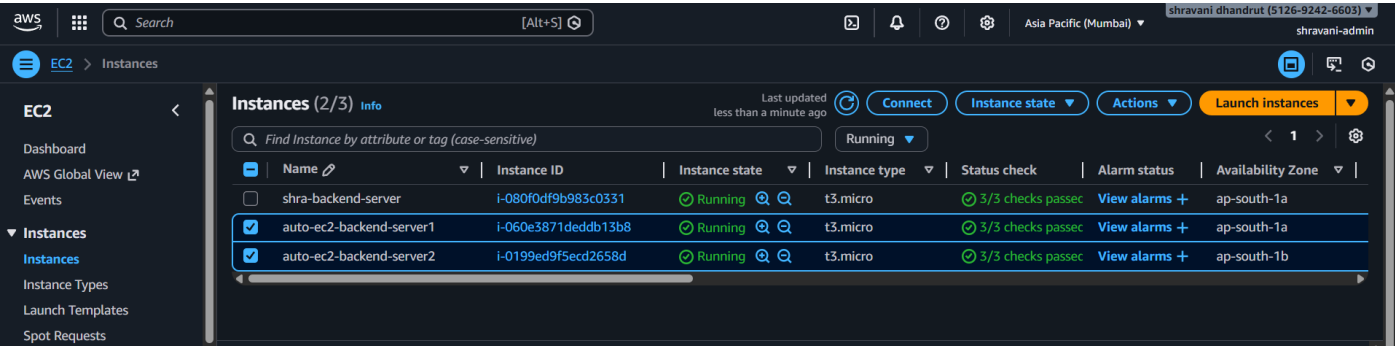 aws
Search [Alt+S]
Asia Pacific (Mumbai) ▼
shravani dhandrut (5126-9242-6603) ▼
shravani-admin
EC2 > Instances
EC2
Dashboard
AWS Global View
Events
▼ Instances
Instances
Instance Types
Launch Templates
Spot Requests
Instances (2/3) Info
Last updated
less than a minute ago
Connect
Instance state ▼
Actions ▼
Launch instances ▼
Find Instance by attribute or tag (case-sensitive)
Running ▼
< 1 >
Name Instance ID Instance state Instance type Status check Alarm status Availability Zone
shra-backend-server i-080f0df9b983c0331 Running t3.micro 3/3 checks passec View alarms + ap-south-1a
auto-ec2-backend-server1 i-060e3871deddb13b8 Running t3.micro 3/3 checks passec View alarms + ap-south-1a
auto-ec2-backend-server2 i-0199ed9f5ecd2658d Running t3.micro 3/3 checks passec View alarms + ap-south-1b